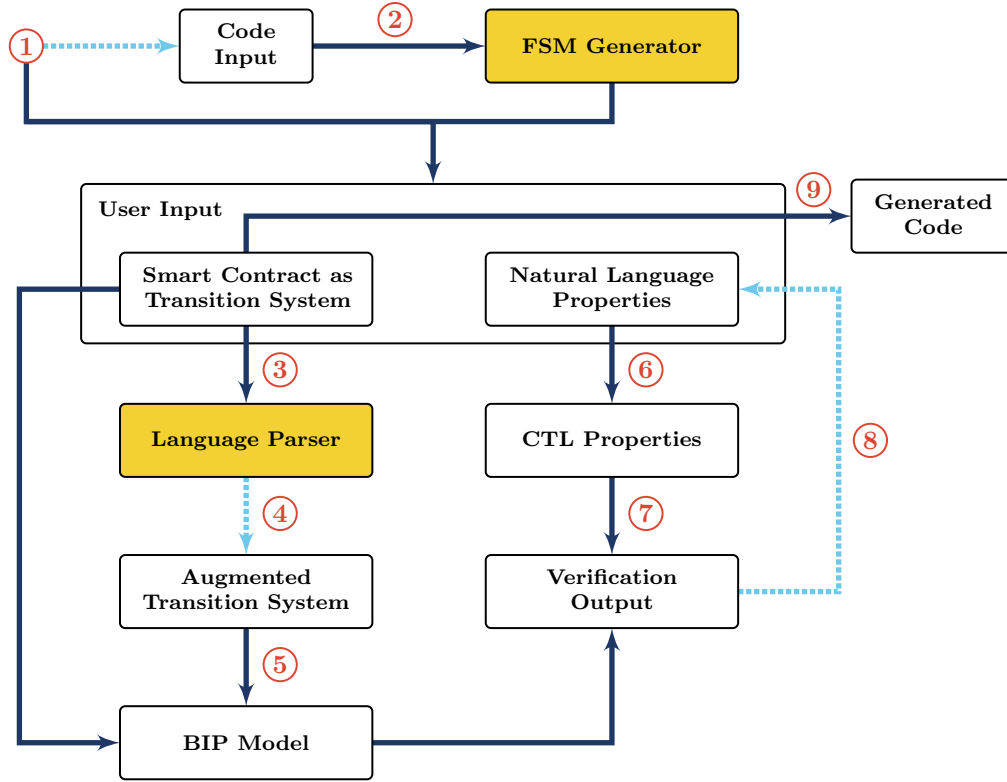 1
Code
Input
2
FSM Generator
User Input
9
Generated
Code
Smart Contract as
Transition System
Natural Language
Properties
3
6
Language Parser
CTL Properties
8
4
7
Augmented
Transition System
Verification
Output
5
BIP Model